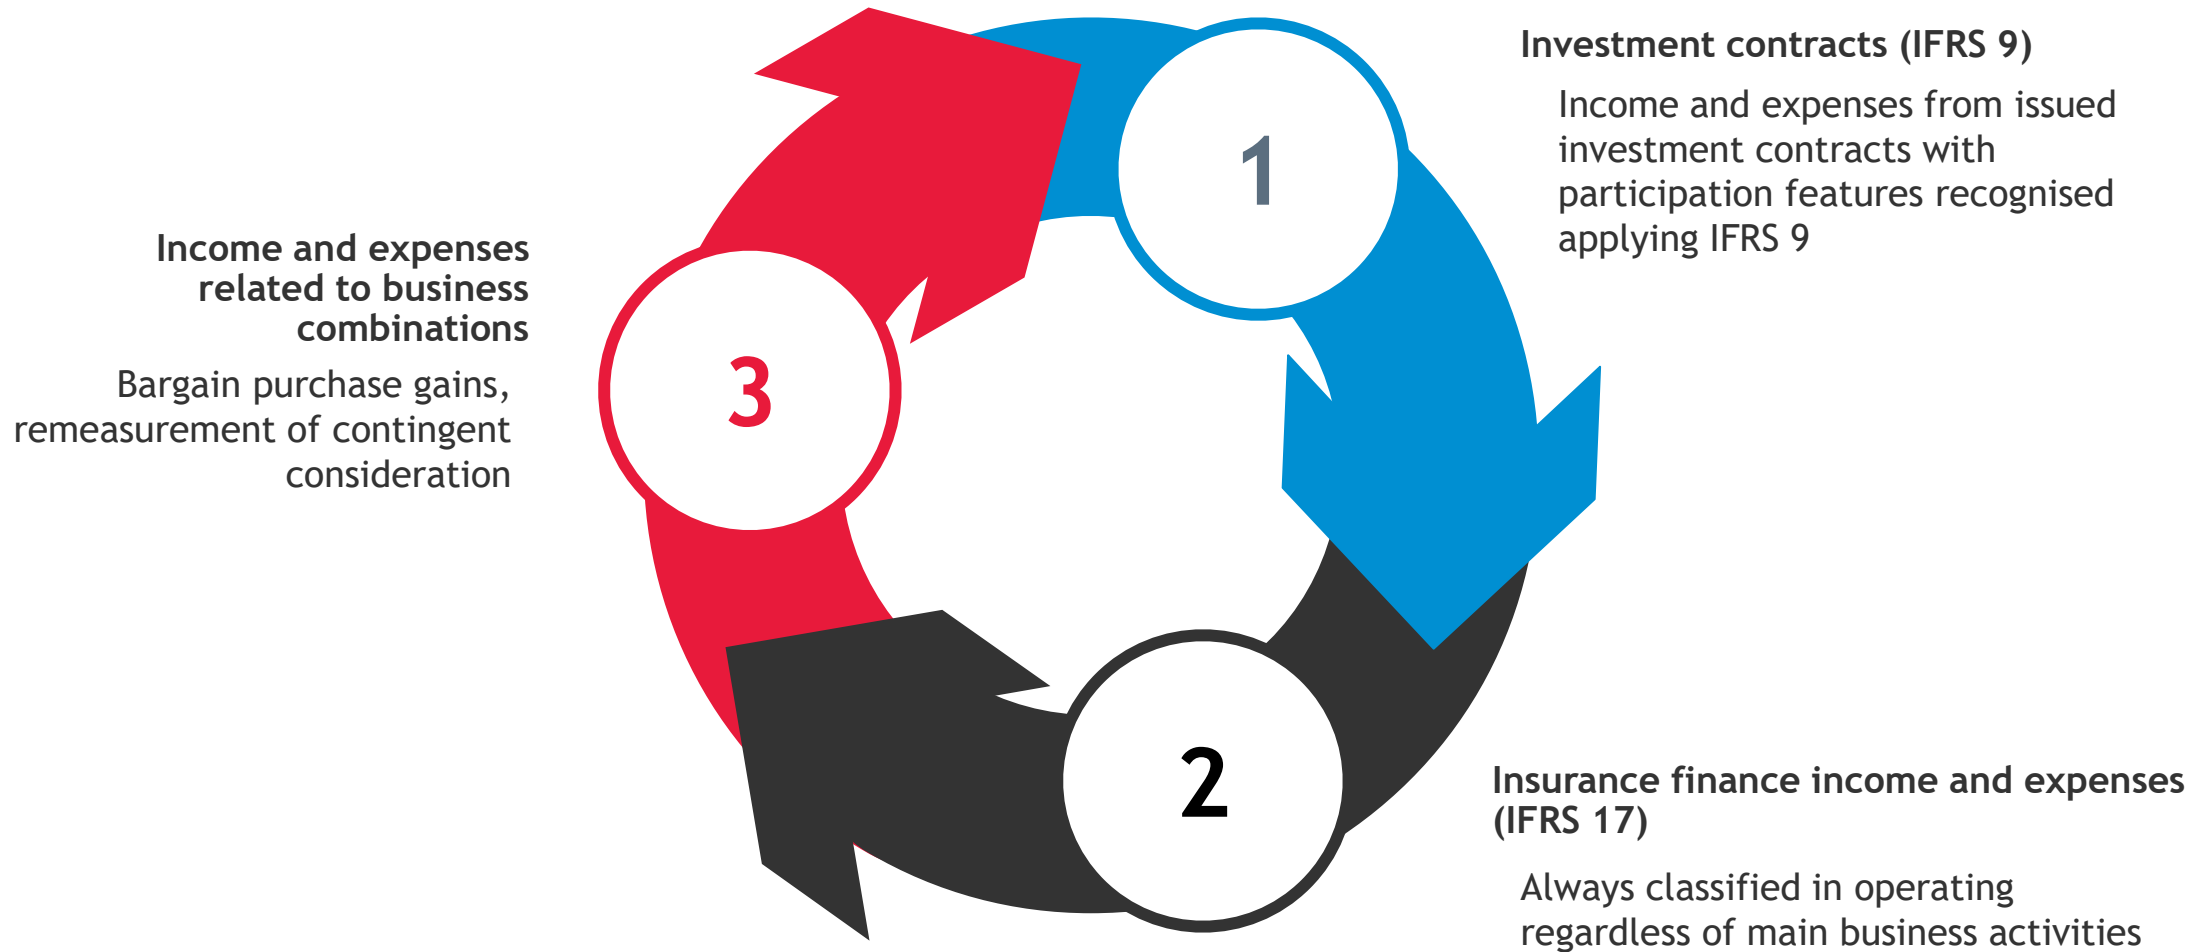 1
Investment contracts (IFRS 9)
Income and expenses from issued
investment contracts with
participation features recognised
applying IFRS 9
2
Insurance finance income and expenses
(IFRS 17)
Always classified in operating
regardless of main business activities
3
Income and expenses
related to business
combinations
Bargain purchase gains,
remeasurement of contingent
consideration